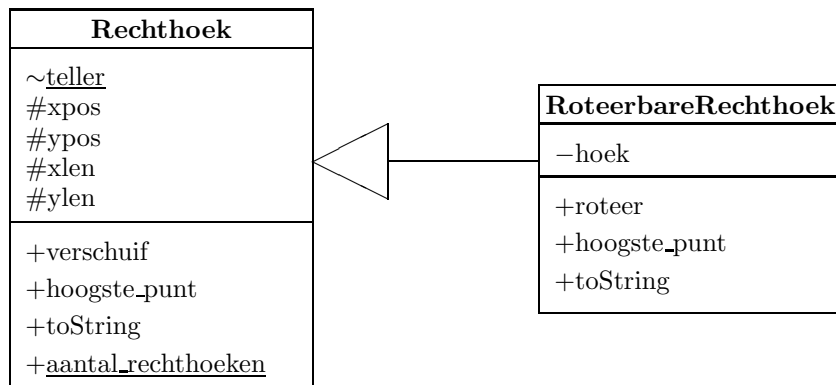 Rechthoek
~teller
#xpos
#ypos
#xlen
#ylen
+verschuif
+hoogste_punt
+toString
+aantal_rechthoeken
RoteerbareRechthoek
−hoek
+roteer
+hoogste_punt
+toString